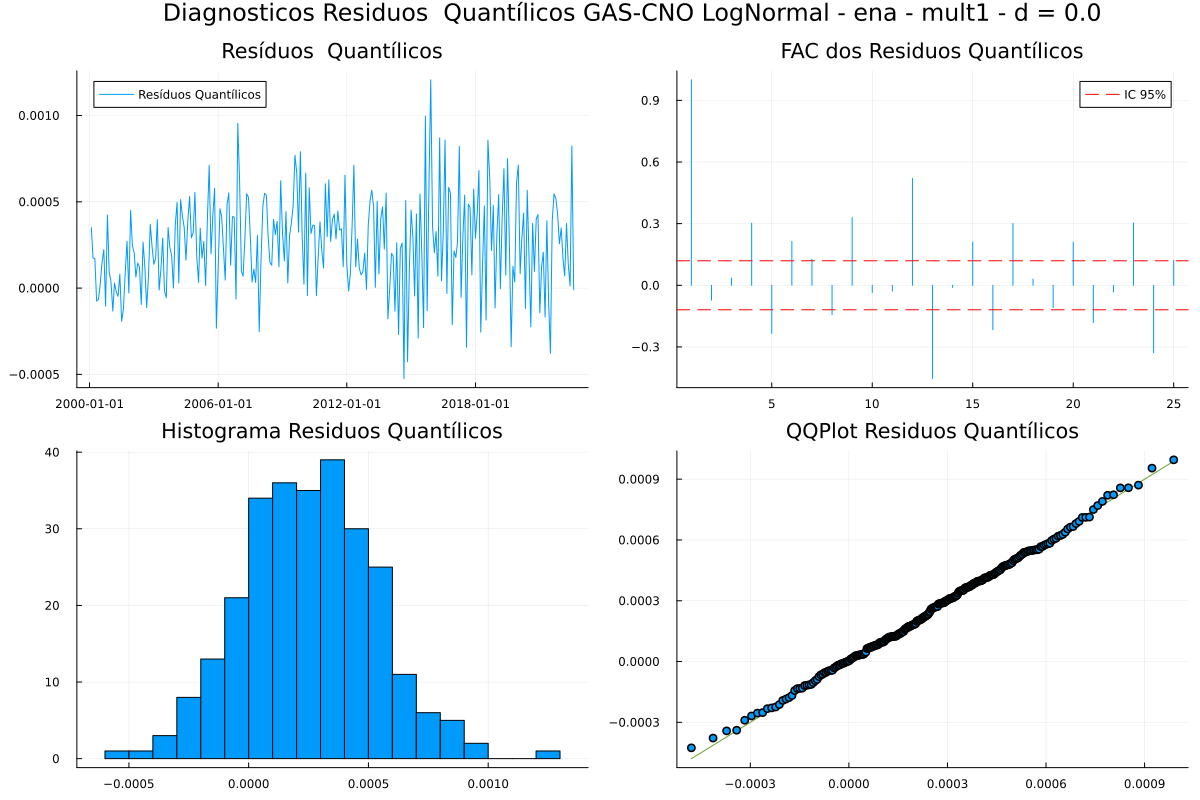 Diagnosticos Residuos  Quantílicos GAS-CNO LogNormal - ena - mult1 - d = 0.0
Resíduos  Quantílicos
Resíduos Quantílicos
0.0010
0.0005
0.0000
−0.0005
2000-01-01 2006-01-01 2012-01-01 2018-01-01
FAC dos Residuos Quantílicos
IC 95%
0.9
0.6
0.3
0.0
−0.3
5 10 15 20 25
Histograma Residuos Quantílicos
40
30
20
10
0
−0.0005 0.0000 0.0005 0.0010
QQPlot Residuos Quantílicos
0.0009
0.0006
0.0003
0.0000
−0.0003
−0.0003 0.0000 0.0003 0.0006 0.0009